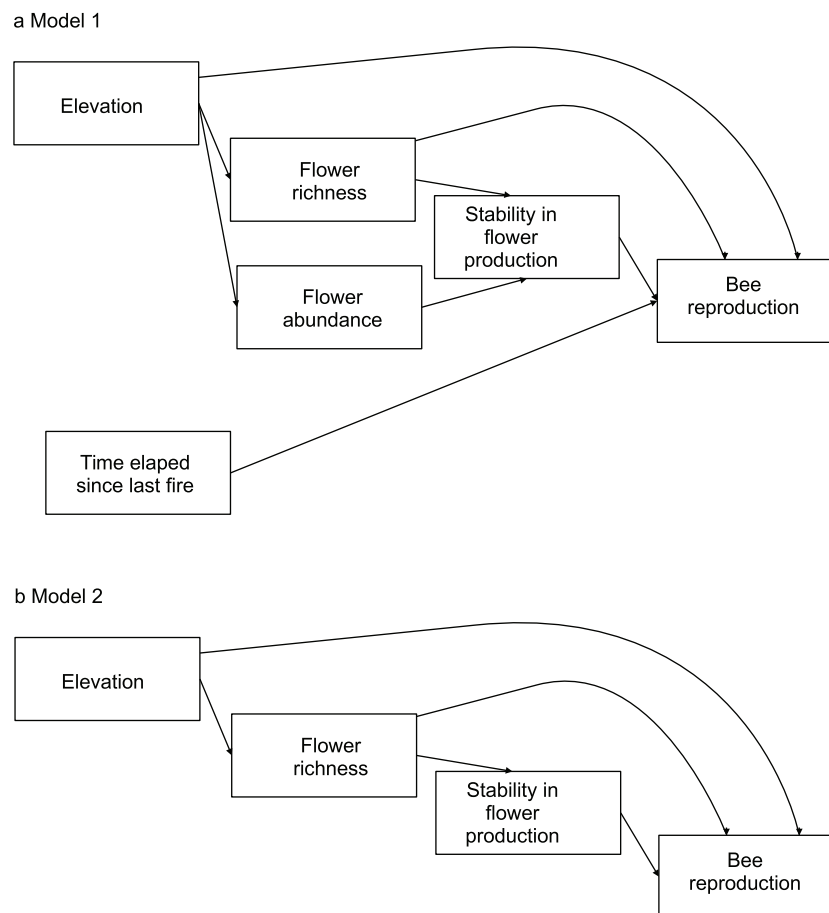 a Model 1
Elevation
Flower
richness
Stability in
flower
production
Bee
reproduction
Flower
abundance
Time elaped
since last fire
b Model 2
Elevation
Flower
richness
Stability in
flower
production
Bee
reproduction